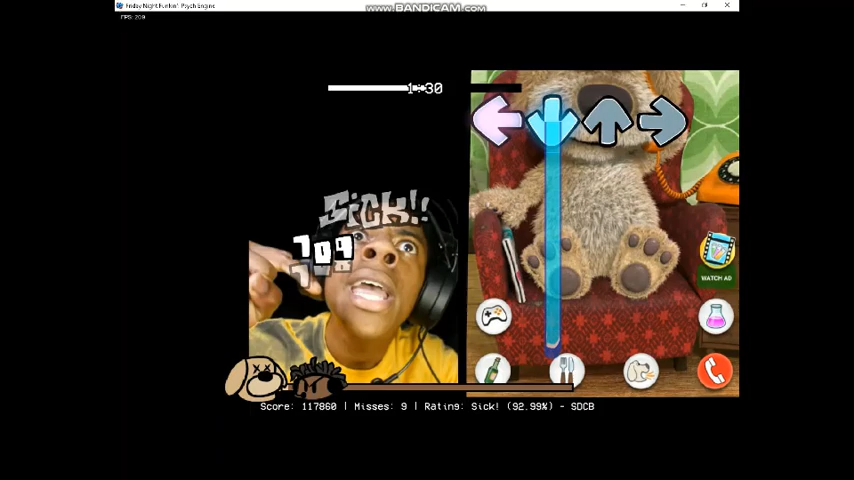 Friday Night Funkin': Psych Engine
www.BANDICAM.com
FPS: 209
1:30
Sick!!
109
WATCH AD
Score: 117860 | Misses: 9 | Rating: Sick! (92.99%) - SDCB